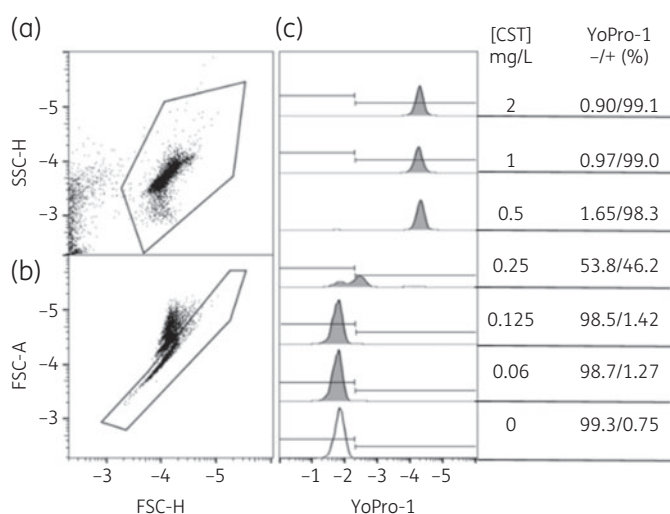 (a)
SSC-H
−5
−4
−3
(b)
FSC-A
−5
−4
−3
−3 −4 −5
FSC-H
(c)
−1 −2 −3 −4 −5
YoPro-1
[CST] YoPro-1
mg/L −/+ (%)
2 0.90/99.1
1 0.97/99.0
0.5 1.65/98.3
0.25 53.8/46.2
0.125 98.5/1.42
0.06 98.7/1.27
0 99.3/0.75